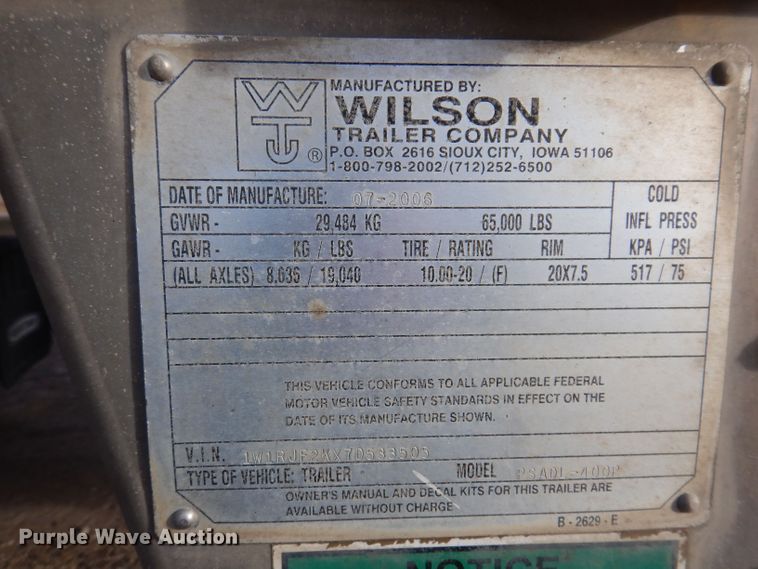 WT
®
MANUFACTURED BY:
WILSON
TRAILER COMPANY
P.O. BOX 2616 SIOUX CITY, IOWA 51106
1-800-798-2002/(712)252-6500
DATE OF MANUFACTURE: 07-2006 COLD
GVWR - 29,484 KG 65,000 LBS INFL PRESS
GAWR - KG / LBS TIRE / RATING RIM KPA / PSI
(ALL AXLES) 8,636 / 19,040 10.00-20 / (F) 20X7.5 517 / 75
THIS VEHICLE CONFORMS TO ALL APPLICABLE FEDERAL
MOTOR VEHICLE SAFETY STANDARDS IN EFFECT ON THE
DATE OF ITS MANUFACTURE SHOWN.
V.I.N.
TYPE OF VEHICLE: TRAILER MODEL
OWNER'S MANUAL AND DECAL KITS FOR THIS TRAILER ARE
AVAILABLE WITHOUT CHARGE
B - 2629 - E
NOTICE
Purple Wave Auction